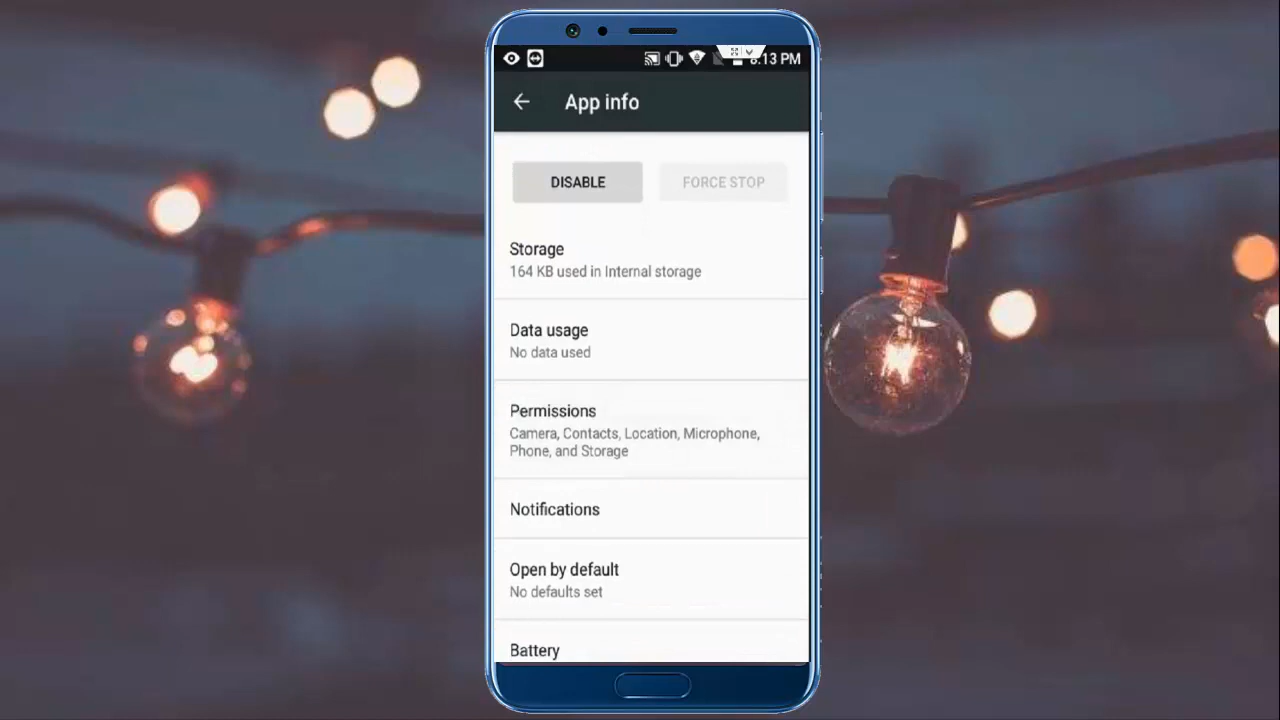 8:13 PM
App info
DISABLE
FORCE STOP
Storage
164 KB used in Internal storage
Data usage
No data used
Permissions
Camera, Contacts, Location, Microphone,
Phone, and Storage
Notifications
Open by default
No defaults set
Battery